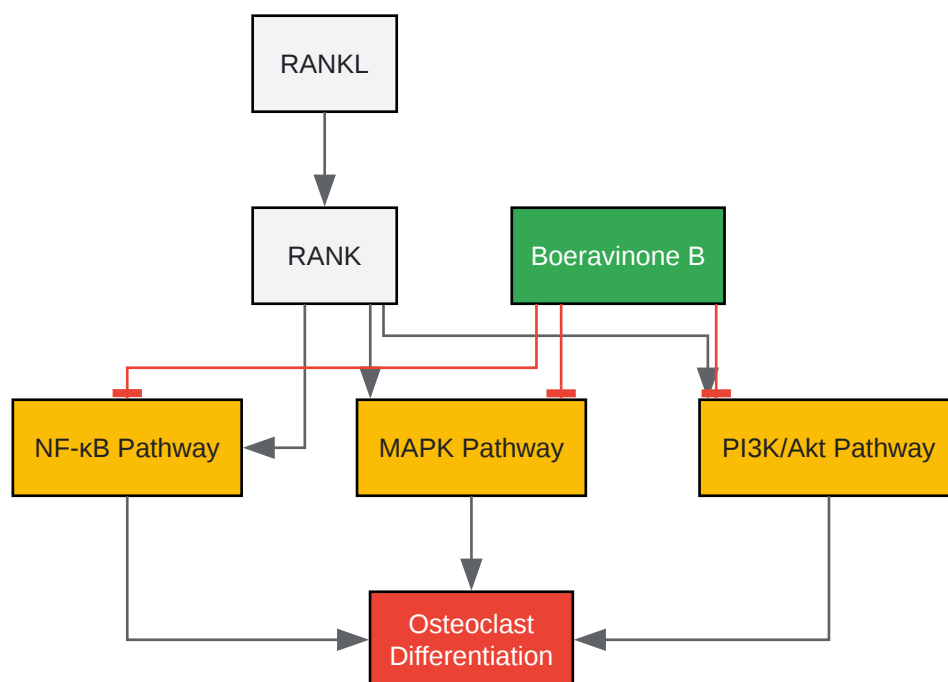 RANKL
RANK
Boeravinone B
NF-κB Pathway
MAPK Pathway
PI3K/Akt Pathway
Osteoclast
Differentiation